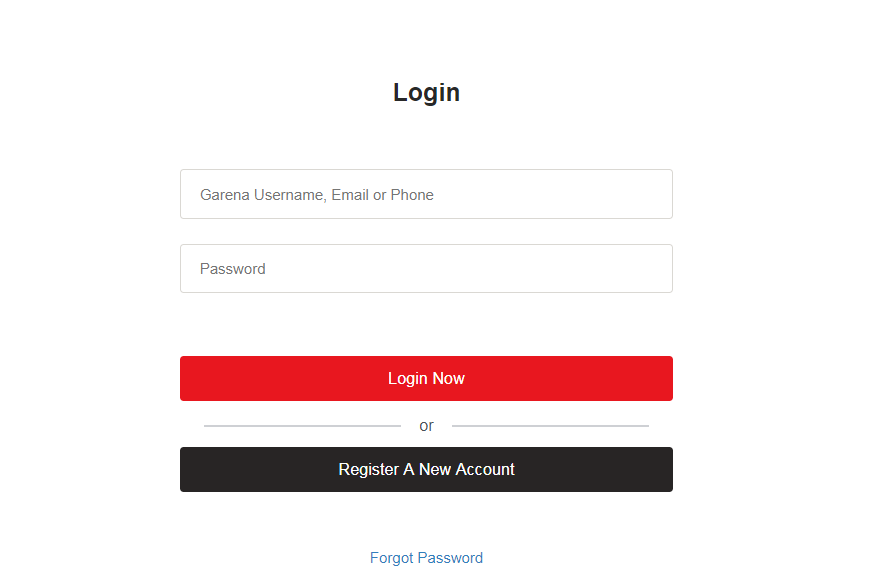 Login
Garena Username, Email or Phone
Password
Login Now
or
Register A New Account
Forgot Password